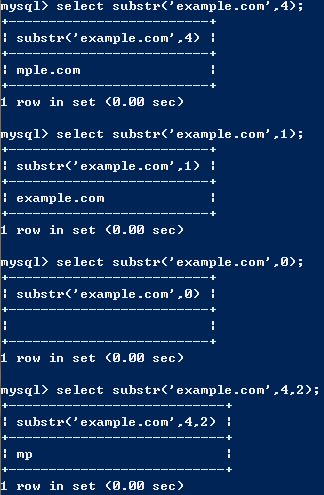 mysql> select substr('example.com',4);
+-------------------------+
| substr('example.com',4) |
+-------------------------+
| mple.com                |
+-------------------------+
1 row in set (0.00 sec)
mysql> select substr('example.com',1);
+-------------------------+
| substr('example.com',1) |
+-------------------------+
| example.com             |
+-------------------------+
1 row in set (0.00 sec)
mysql> select substr('example.com',0);
+-------------------------+
| substr('example.com',0) |
+-------------------------+
|                         |
+-------------------------+
1 row in set (0.00 sec)
mysql> select substr('example.com',4,2);
+---------------------------+
| substr('example.com',4,2) |
+---------------------------+
| mp                        |
+---------------------------+
1 row in set (0.00 sec)